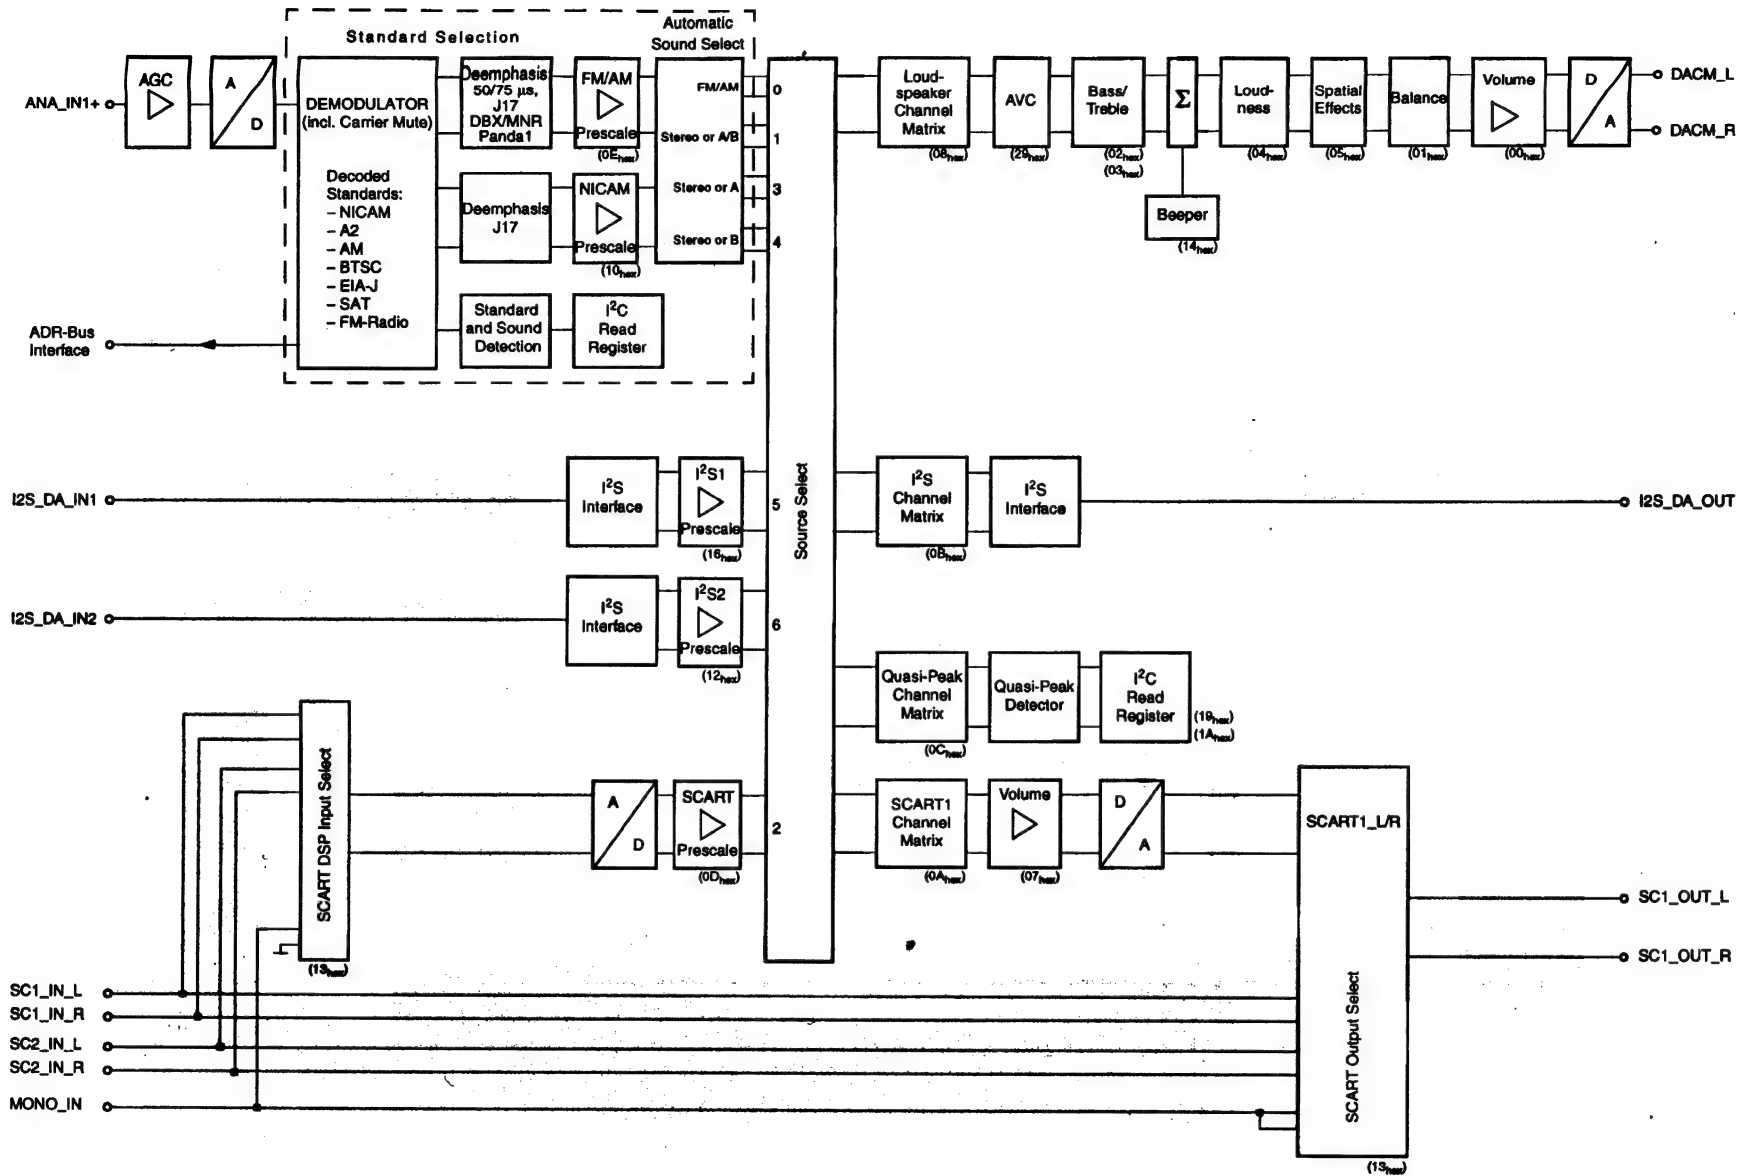 Standard Selection
Automatic
Sound Select
ANA_IN1+
AGC
A
D
DEMODULATOR
(incl. Carrier Mute)
Decoded
Standards:
– NICAM
– A2
– AM
– BTSC
– EIA-J
– SAT
– FM-Radio
Deemphasis
50/75 µs,
J17
DBX/MNR
Panda1
FM/AM
Prescale
(0Ehex)
Deemphasis
J17
NICAM
Prescale
(10hex)
FM/AM
Stereo or A/B
Stereo or A
Stereo or B
0
1
3
4
Standard
and Sound
Detection
I²C
Read
Register
ADR-Bus
Interface
Source Select
Loud-
speaker
Channel
Matrix
(08hex)
AVC
(29hex)
Bass/
Treble
(02hex)
(03hex)
Σ
Beeper
(14hex)
Loud-
ness
(04hex)
Spatial
Effects
(05hex)
Balance
(01hex)
Volume
(00hex)
D
A
DACM_L
DACM_R
I2S_DA_IN1
I²S
Interface
I²S1
Prescale
(16hex)
5
I²S
Channel
Matrix
(0Bhex)
I²S
Interface
I2S_DA_OUT
I2S_DA_IN2
I²S
Interface
I²S2
Prescale
(12hex)
6
Quasi-Peak
Channel
Matrix
(0Chex)
Quasi-Peak
Detector
I²C
Read
Register
(19hex)
(1Ahex)
SCART DSP Input Select
(13hex)
A
D
SCART
Prescale
(0Dhex)
2
SCART1
Channel
Matrix
(0Ahex)
Volume
(07hex)
D
A
SCART1_L/R
SCART Output Select
(13hex)
SC1_OUT_L
SC1_OUT_R
SC1_IN_L
SC1_IN_R
SC2_IN_L
SC2_IN_R
MONO_IN